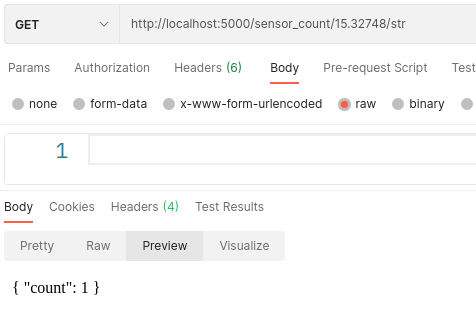 GET http://localhost:5000/sensor_count/15.32748/str
Params Authorization Headers (6) Body Pre-request Script Test
none form-data x-www-form-urlencoded raw binary
1
Body Cookies Headers (4) Test Results
Pretty Raw Preview Visualize
{ "count": 1 }